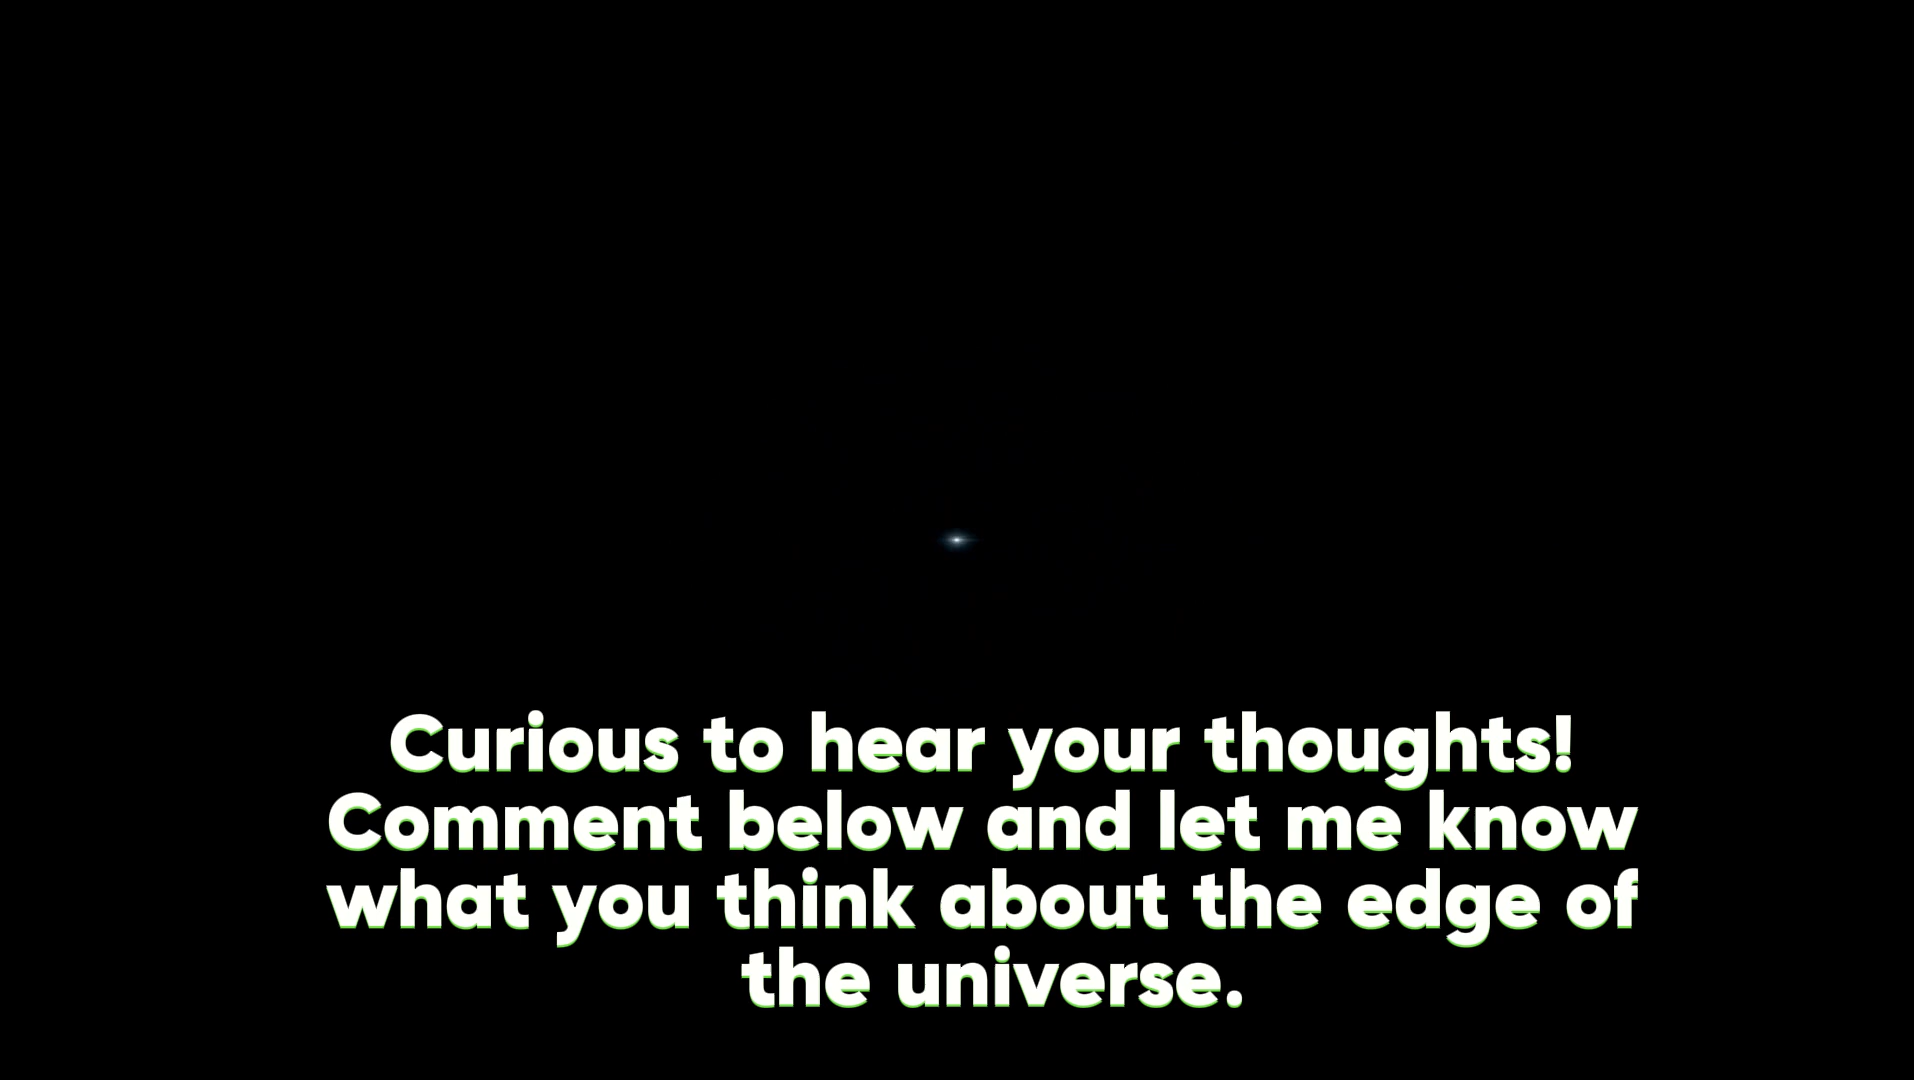 Curious to hear your thoughts!
Comment below and let me know
what you think about the edge of
the universe.